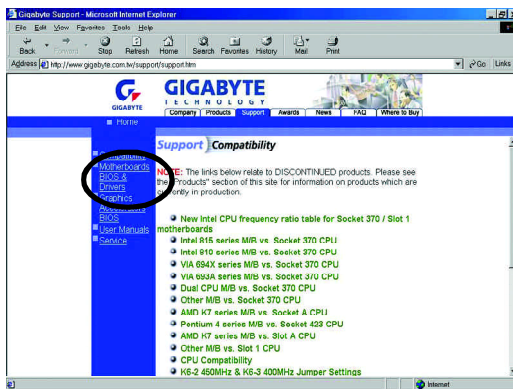 Gigabyte Support - Microsoft Internet Explorer
File Edit View Favorites Tools Help
Back Forward Stop Refresh Home Search Favorites History Mail Print
Address http://www.gigabyte.com.tw/support/support.htm Go Links
GIGABYTE
GIGABYTE
TECHNOLOGY
Company Products Support Awards News FAQ Where to Buy
Home
Support Compatibility
Compatibility
Motherboards
BIOS &
Drivers
Graphics
Accelerators
BIOS
User Manuals
Service
NOTE: The links below relate to DISCONTINUED products. Please see
the "Products" section of this site for information on products which are
currently in production.
New Intel CPU frequency ratio table for Socket 370 / Slot 1
motherboards
Intel 815 series M/B vs. Socket 370 CPU
Intel 810 series M/B vs. Socket 370 CPU
VIA 694X series M/B vs. Socket 370 CPU
VIA 693A series M/B vs. Socket 370 CPU
Dual CPU M/B vs. Socket 370 CPU
Other M/B vs. Socket 370 CPU
AMD K7 series M/B vs. Socket A CPU
Pentium 4 series M/B vs. Socket 423 CPU
AMD K7 series M/B vs. Slot A CPU
Other M/B vs. Slot 1 CPU
CPU Compatibility
K6-2 450MHz & K6-3 400MHz Jumper Settings
Internet